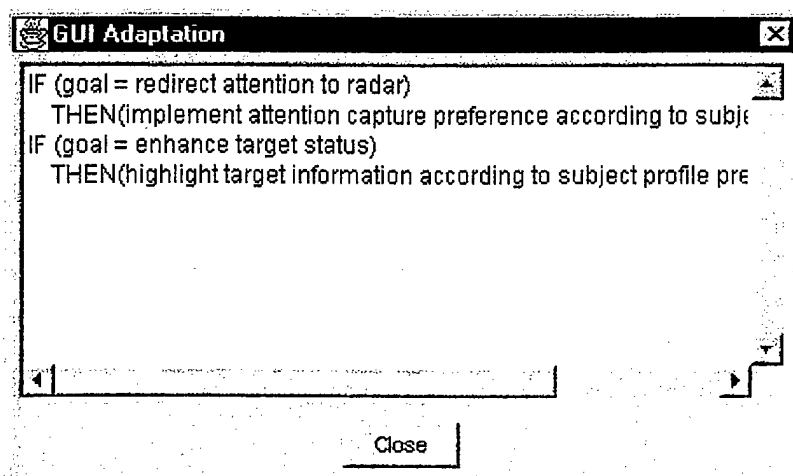 GUI Adaptation
IF (goal = redirect attention to radar)
THEN(implement attention capture preference according to subje
IF (goal = enhance target status)
THEN(highlight target information according to subject profile pre
Close